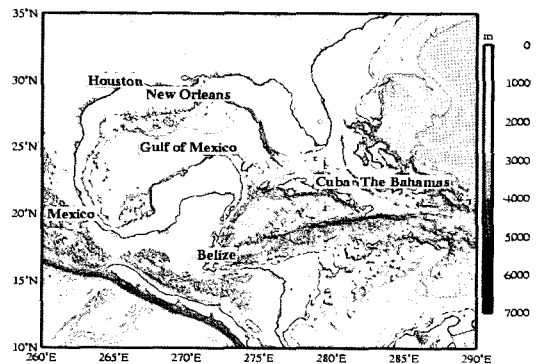 35°N
30°N
25°N
20°N
15°N
10°N
260°E 265°E 270°E 275°E 280°E 285°E 290°E
Houston
New Orleans
Gulf of Mexico
Cuba The Bahamas
Mexico
Belize
m
0
1000
2000
3000
4000
5000
6000
7000